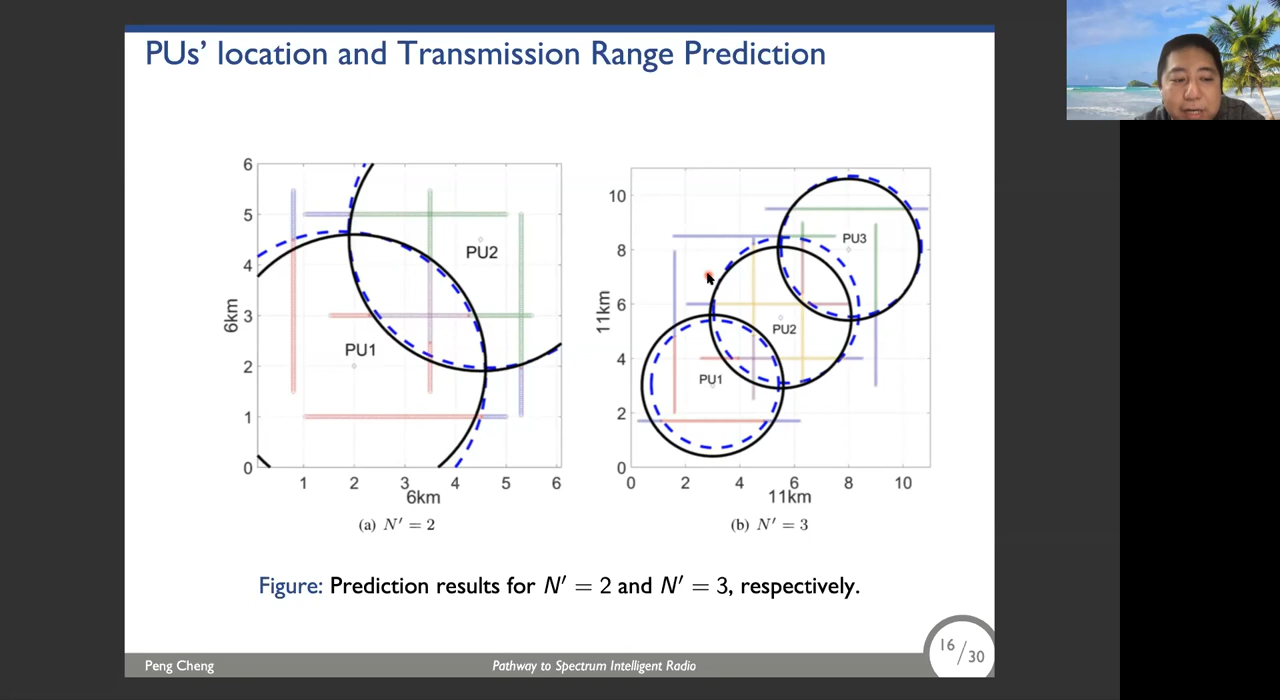 PUs' location and Transmission Range Prediction
6
5
4
3
2
1
0
6km
PU2
PU1
1 2 3 4 5 6
6km
(a) N′ = 2
10
8
6
4
2
0
11km
PU3
PU2
PU1
0 2 4 6 8 10
11km
(b) N′ = 3
Figure: Prediction results for N′ = 2 and N′ = 3, respectively.
Peng Cheng
Pathway to Spectrum Intelligent Radio
16/30